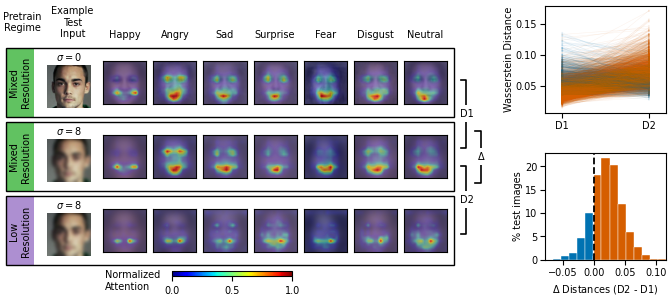 Pretrain
Regime
Example
Test
Input
Happy
Angry
Sad
Surprise
Fear
Disgust
Neutral
Mixed
Resolution
σ = 0
Mixed
Resolution
σ = 8
Low
Resolution
σ = 8
D1
D2
Δ
Normalized
Attention
0.0
0.5
1.0
Wasserstein Distance
0.15
0.10
0.05
D1
D2
% test images
20
15
10
5
0
−0.05
0.00
0.05
0.10
Δ Distances (D2 - D1)